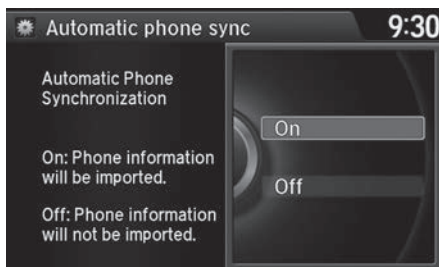 Automatic phone sync
9:30
Automatic Phone
Synchronization
On: Phone information
will be imported.
Off: Phone information
will not be imported.
On
Off